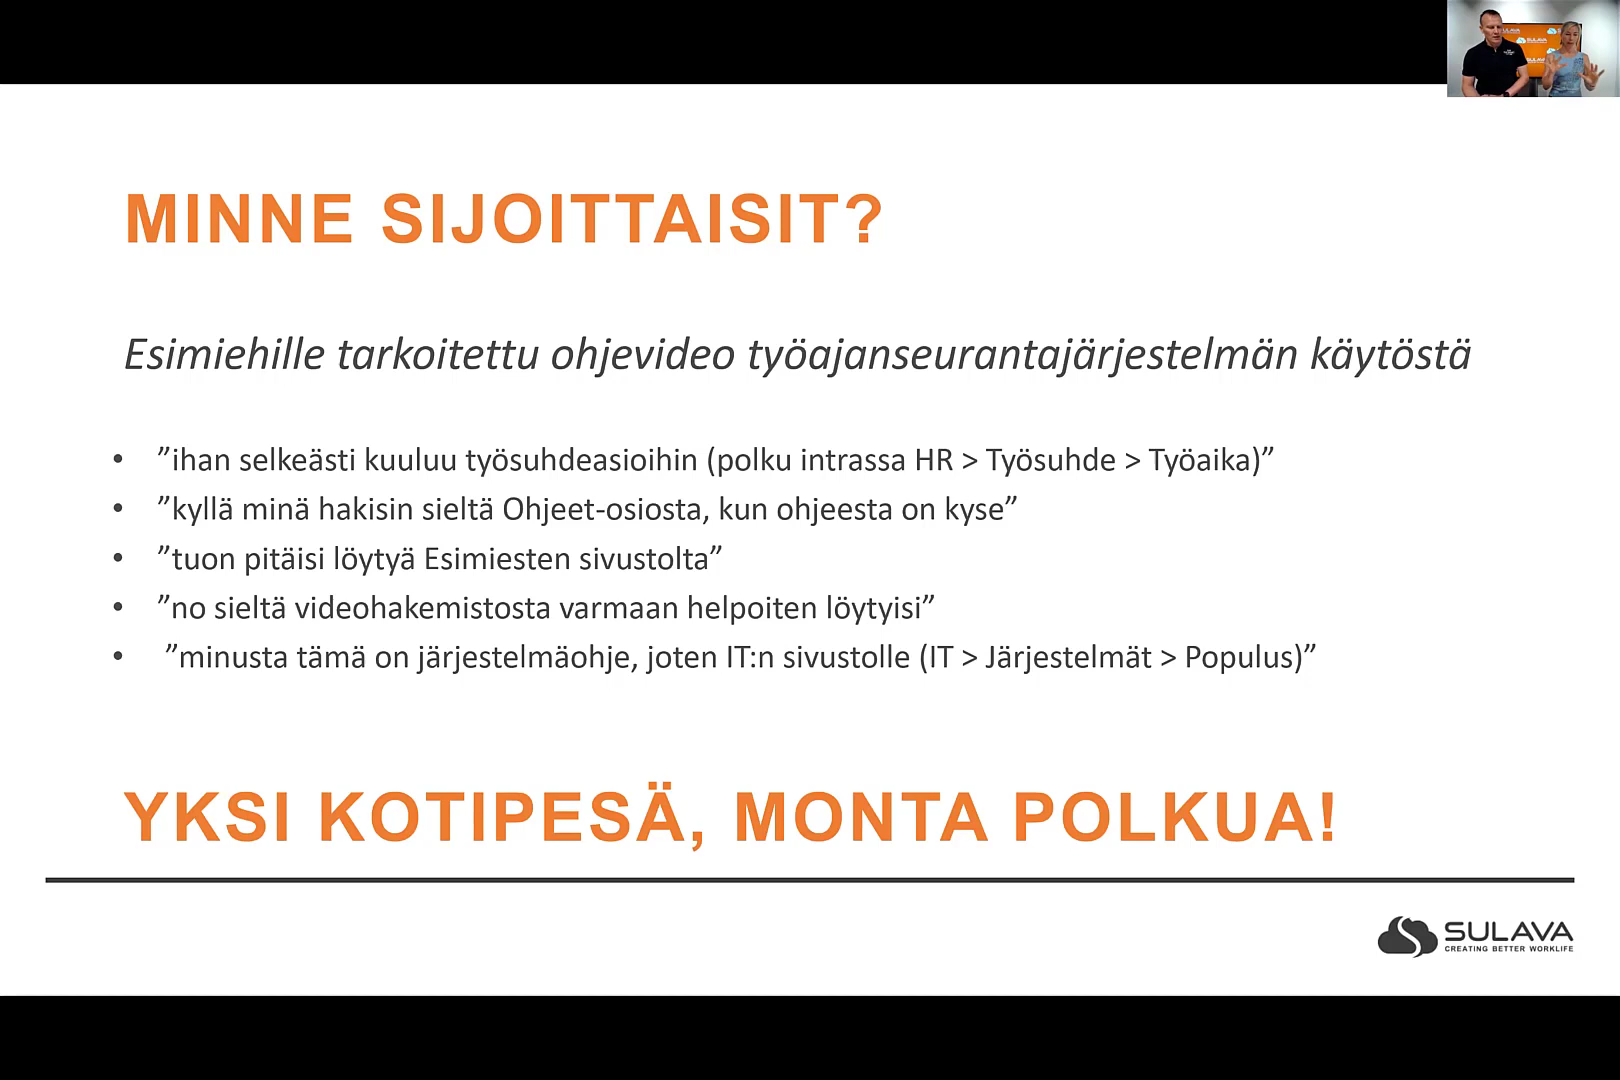 SULAVA
MINNE SIJOITTAISIT?
Esimiehille tarkoitettu ohjevideo työajanseurantajärjestelmän käytöstä
• ”ihan selkeästi kuuluu työsuhdeasioihin (polku intrassa HR > Työsuhde > Työaika)”
• ”kyllä minä hakisin sieltä Ohjeet-osiosta, kun ohjeesta on kyse”
• ”tuon pitäisi löytyä Esimiesten sivustolta”
• ”no sieltä videohakemistosta varmaan helpoiten löytyisi”
• ”minusta tämä on järjestelmäohje, joten IT:n sivustolle (IT > Järjestelmät > Populus)”
YKSI KOTIPESÄ, MONTA POLKUA!
SULAVA
CREATING BETTER WORKLIFE